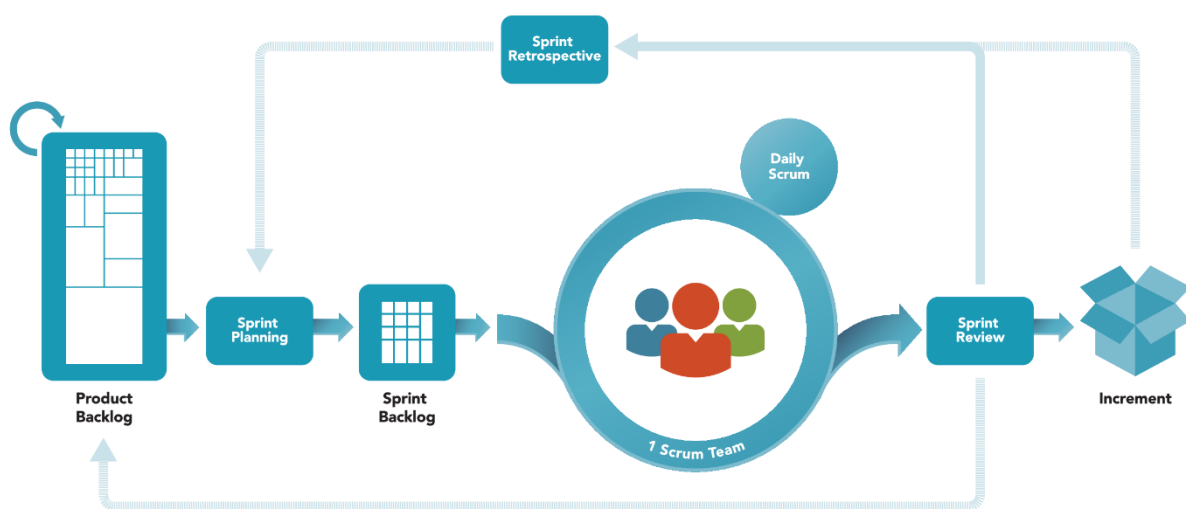 Sprint
Retrospective
Daily
Scrum
Sprint
Planning
Sprint
Review
Product
Backlog
Sprint
Backlog
1 Scrum Team
Increment